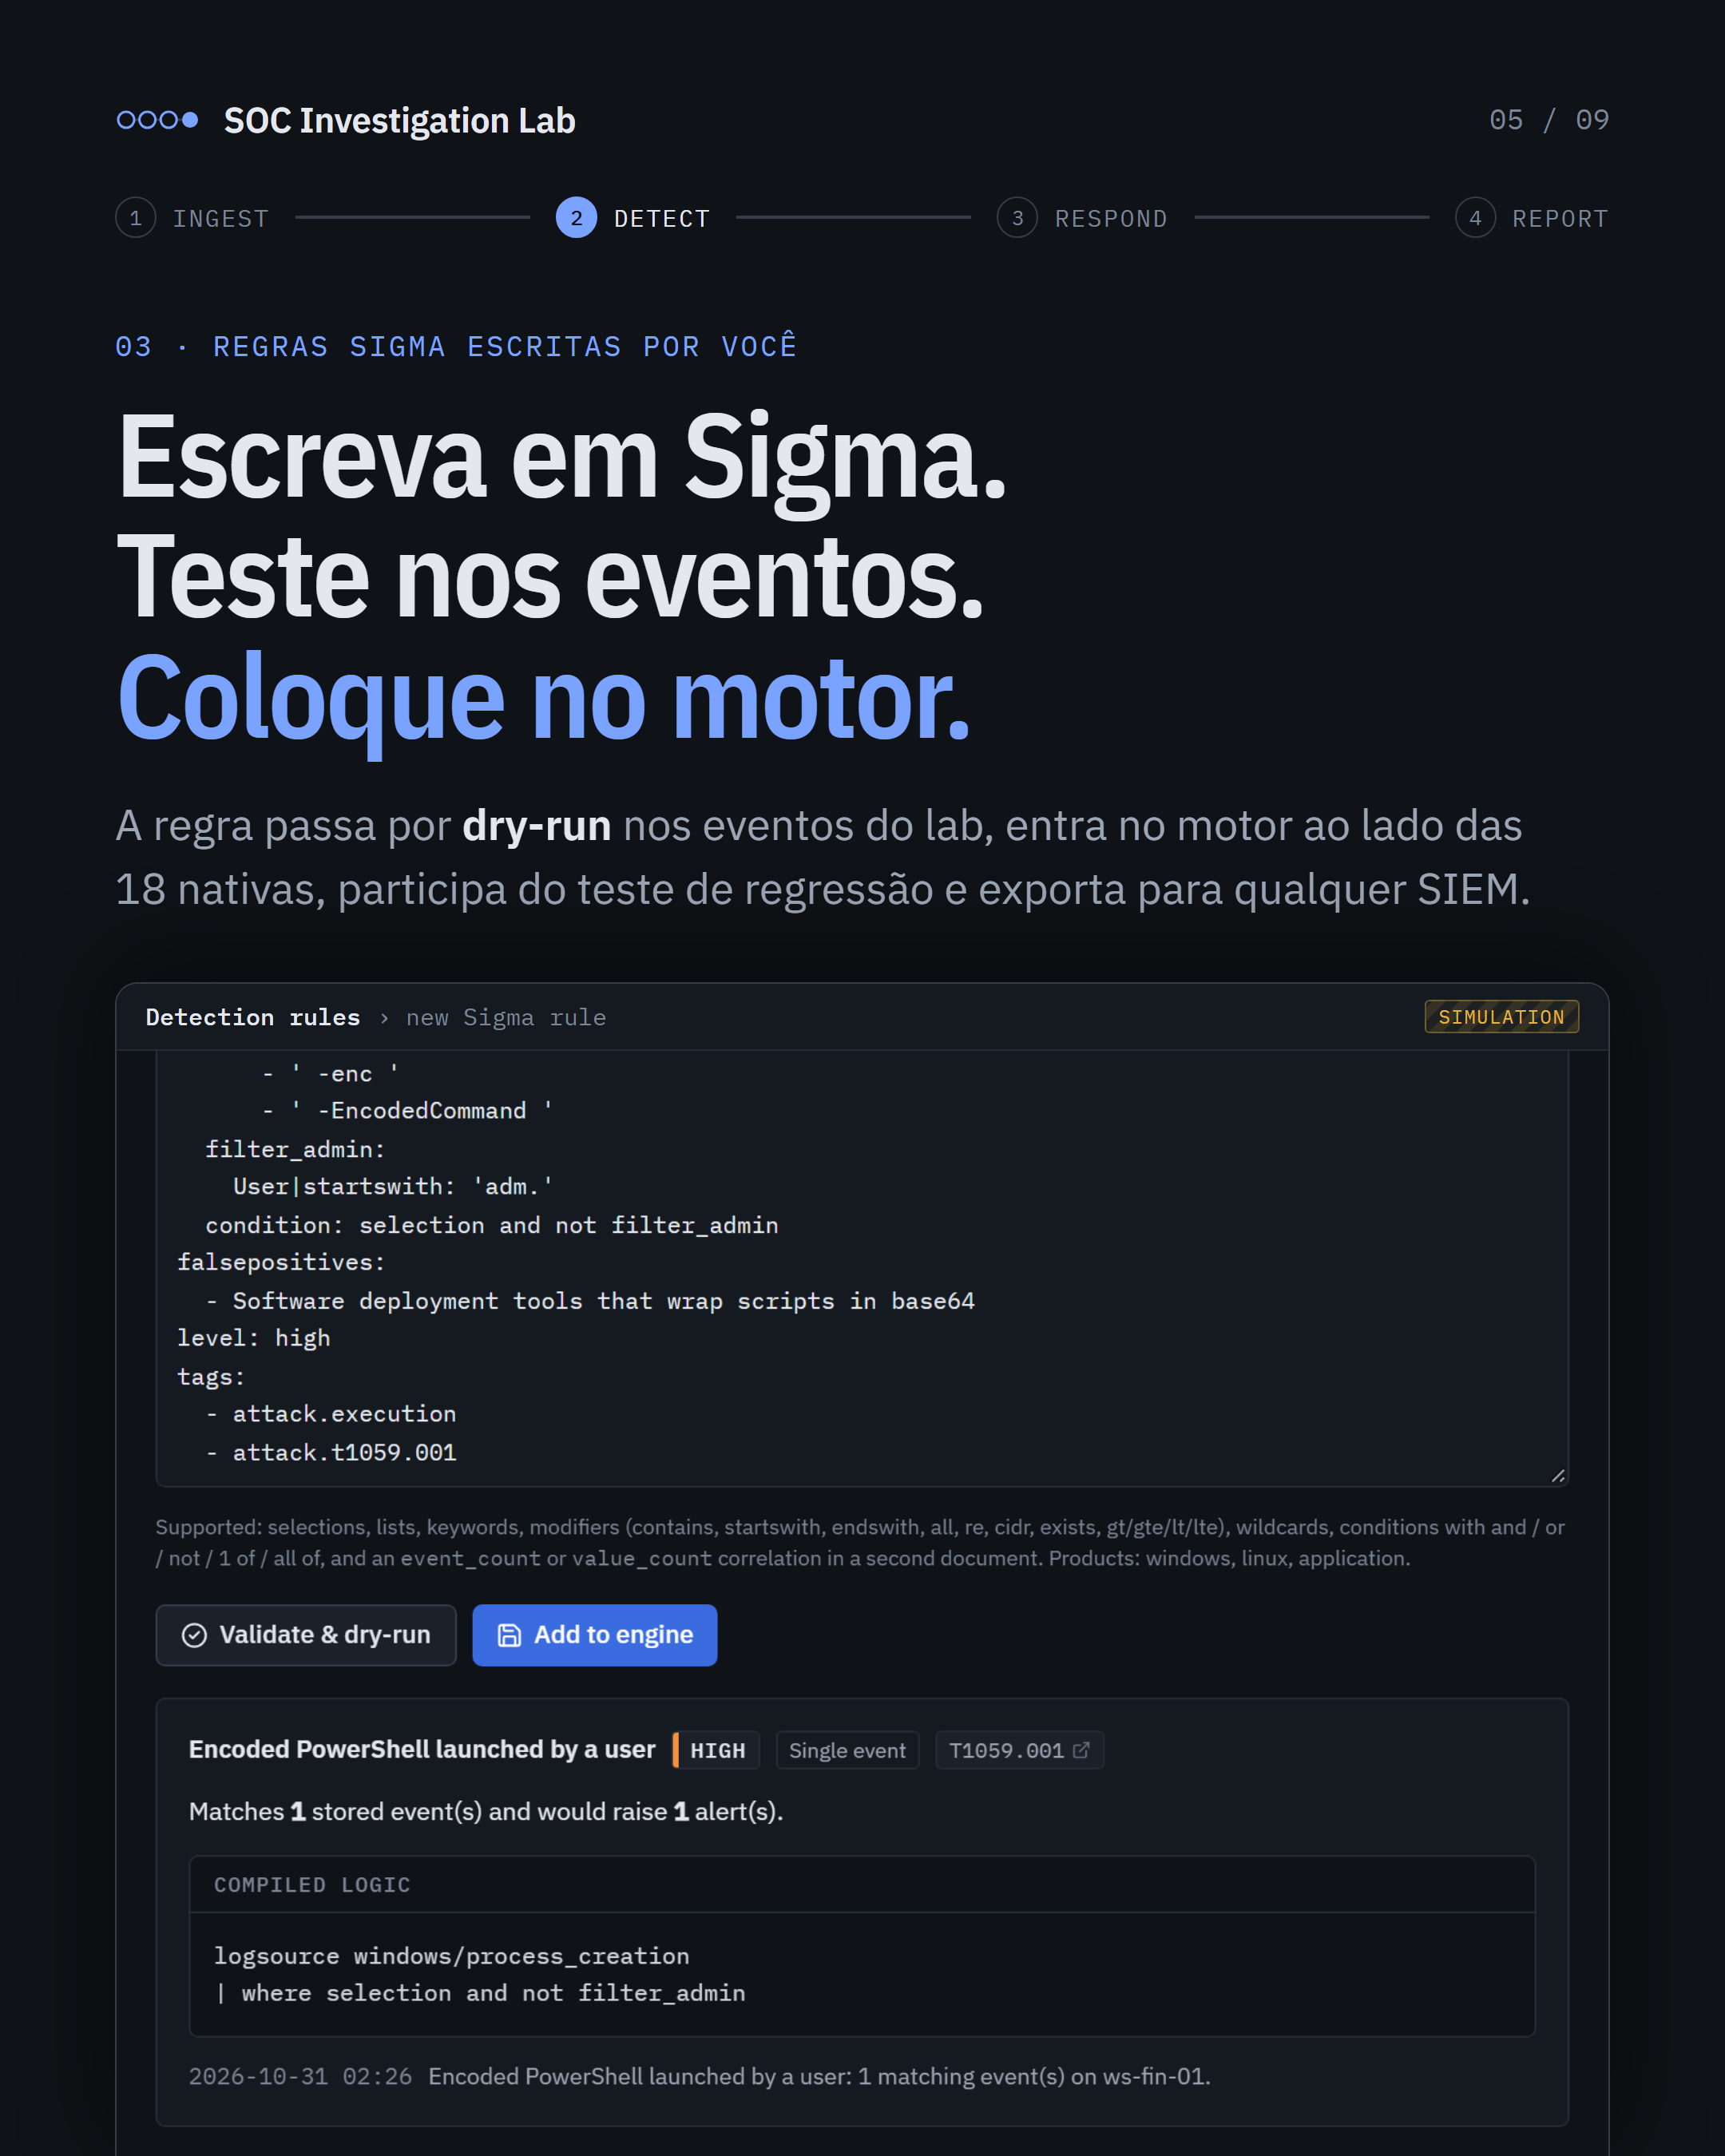 SOC Investigation Lab
05 / 09
1 INGEST 2 DETECT 3 RESPOND 4 REPORT
03 · REGRAS SIGMA ESCRITAS POR VOCÊ
Escreva em Sigma.
Teste nos eventos.
Coloque no motor.
A regra passa por dry-run nos eventos do lab, entra no motor ao lado das
18 nativas, participa do teste de regressão e exporta para qualquer SIEM.
Detection rules › new Sigma rule
SIMULATION
      - ' -enc '
      - ' -EncodedCommand '
  filter_admin:
    User|startswith: 'adm.'
  condition: selection and not filter_admin
falsepositives:
  - Software deployment tools that wrap scripts in base64
level: high
tags:
  - attack.execution
  - attack.t1059.001
Supported: selections, lists, keywords, modifiers (contains, startswith, endswith, all, re, cidr, exists, gt/gte/lt/lte), wildcards, conditions with and / or
/ not / 1 of / all of, and an event_count or value_count correlation in a second document. Products: windows, linux, application.
Validate & dry-run
Add to engine
Encoded PowerShell launched by a user HIGH Single event T1059.001
Matches 1 stored event(s) and would raise 1 alert(s).
COMPILED LOGIC
logsource windows/process_creation
| where selection and not filter_admin
2026-10-31 02:26 Encoded PowerShell launched by a user: 1 matching event(s) on ws-fin-01.